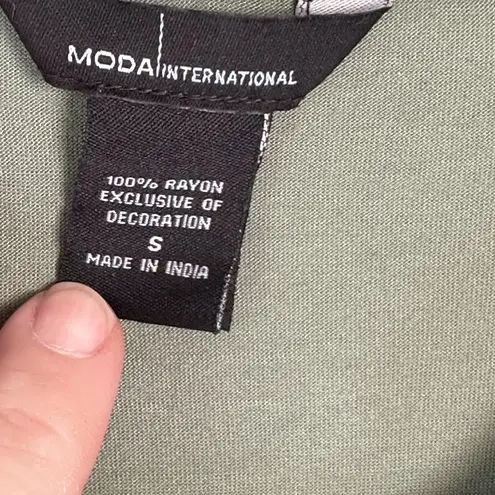 MODA INTERNATIONAL
100% RAYON
EXCLUSIVE OF
DECORATION
S
MADE IN INDIA